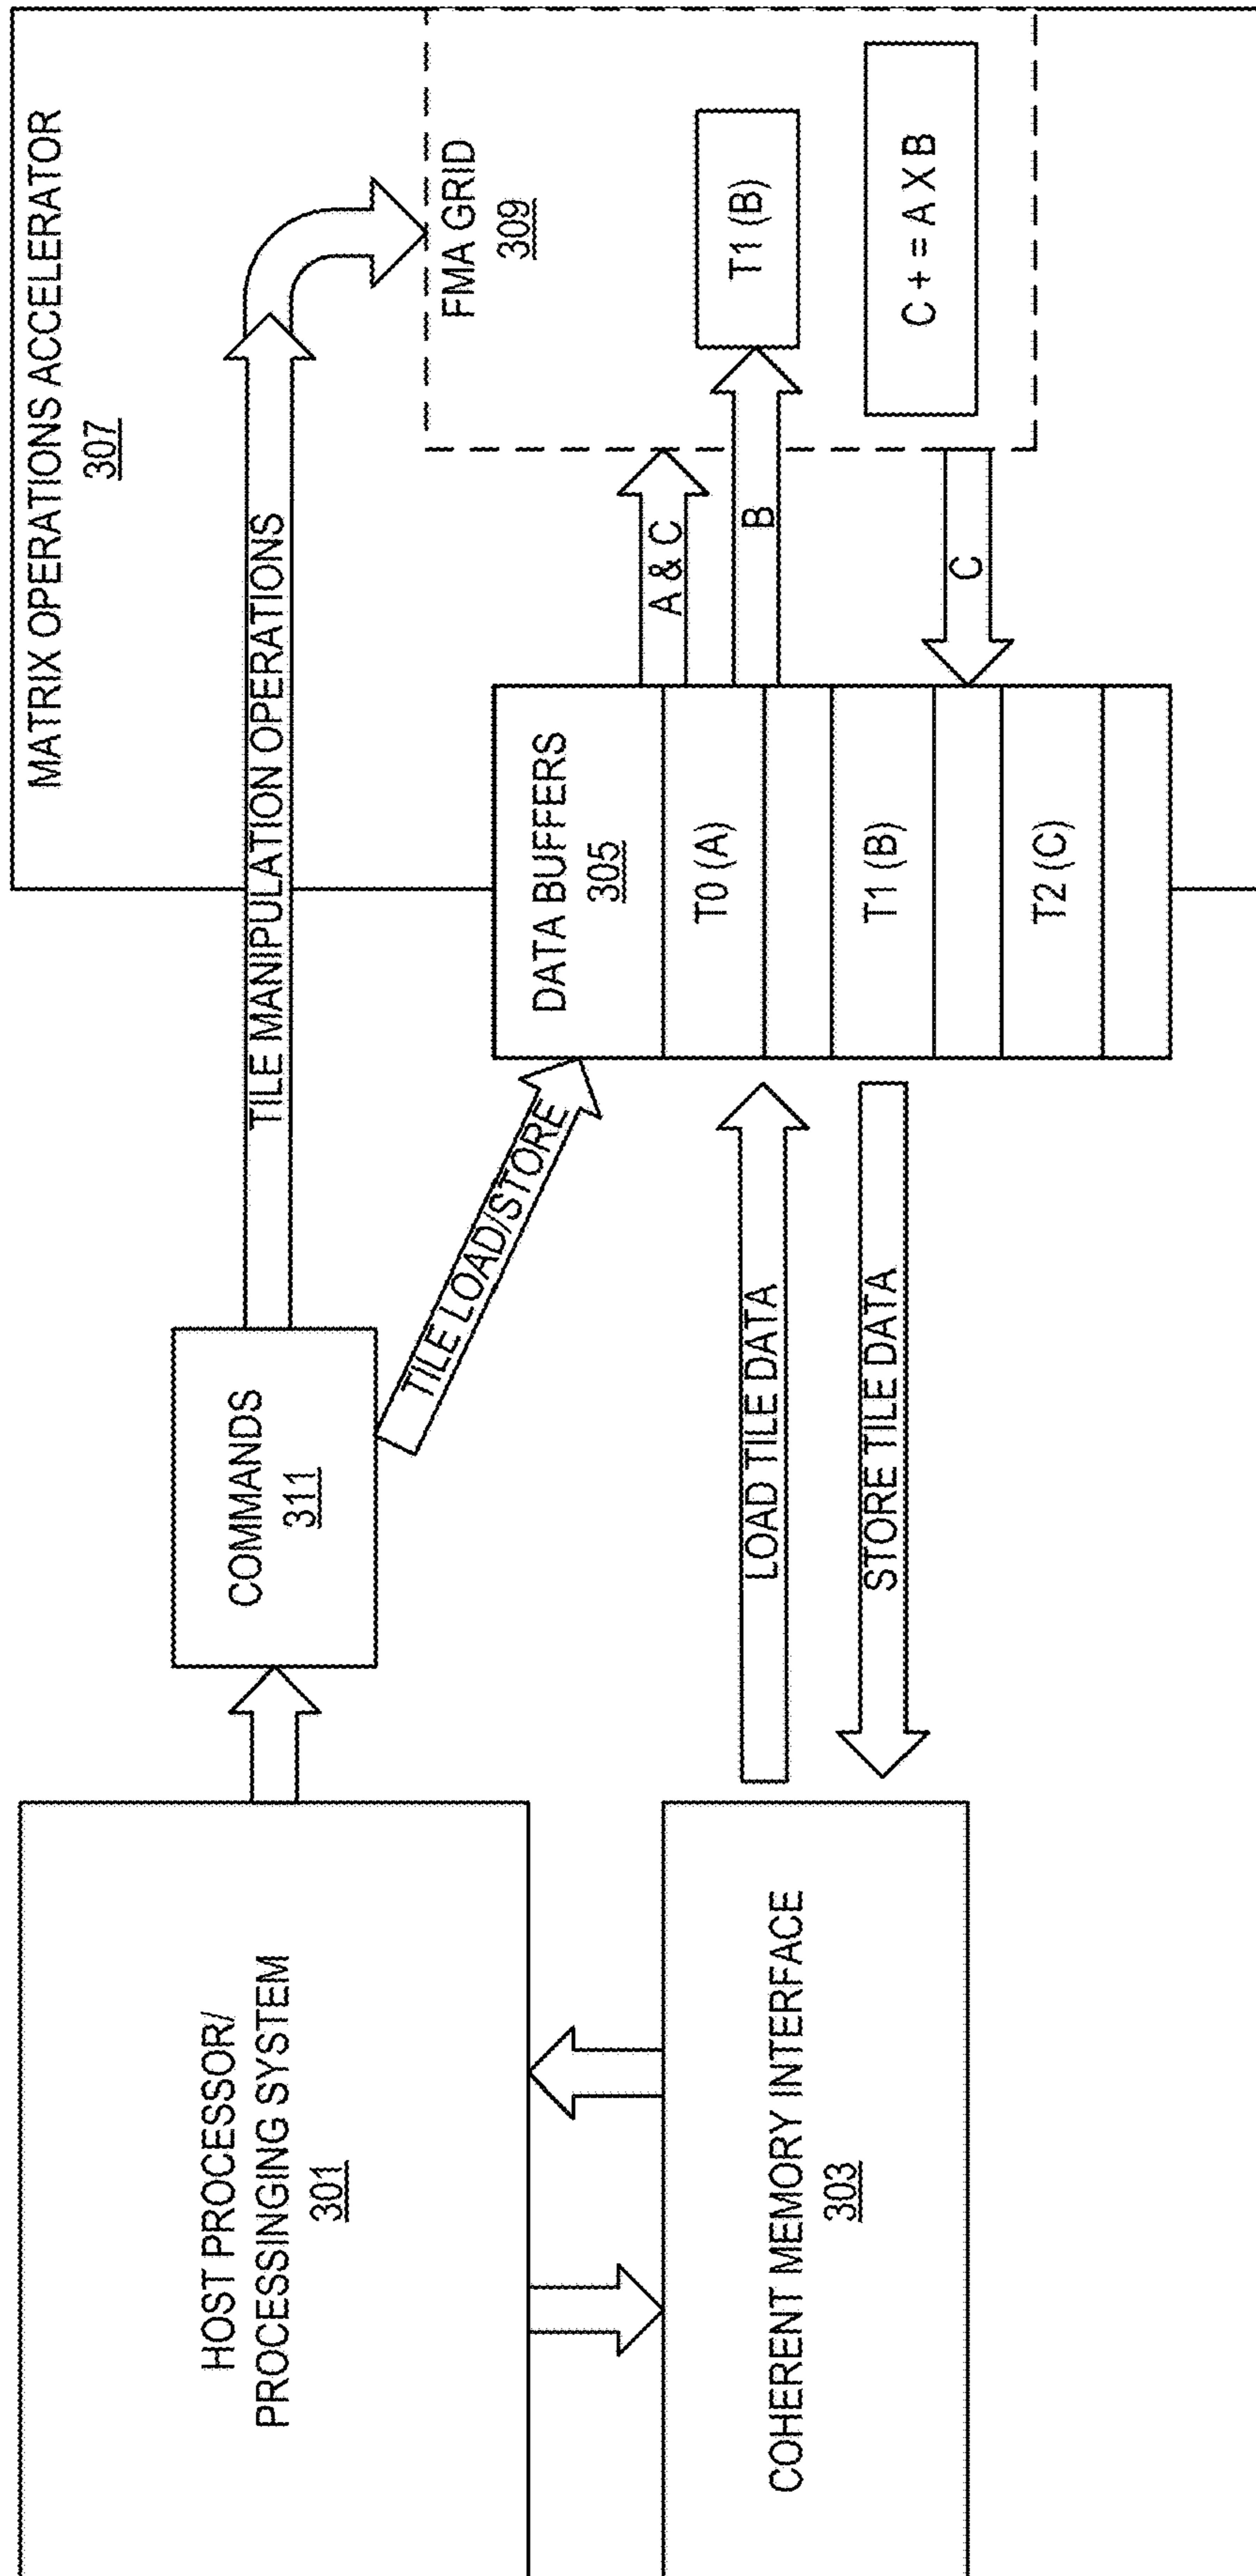 HOST PROCESSOR/
PROCESSINGING SYSTEM
301
COHERENT MEMORY INTERFACE
303
COMMANDS
311
TILE MANIPULATION OPERATIONS
TILE LOAD/STORE
LOAD TILE DATA
STORE TILE DATA
DATA BUFFERS
305
T0 (A)
T1 (B)
T2 (C)
MATRIX OPERATIONS ACCELERATOR
307
A & C
B
C
FMA GRID
309
T1 (B)
C + = A X B